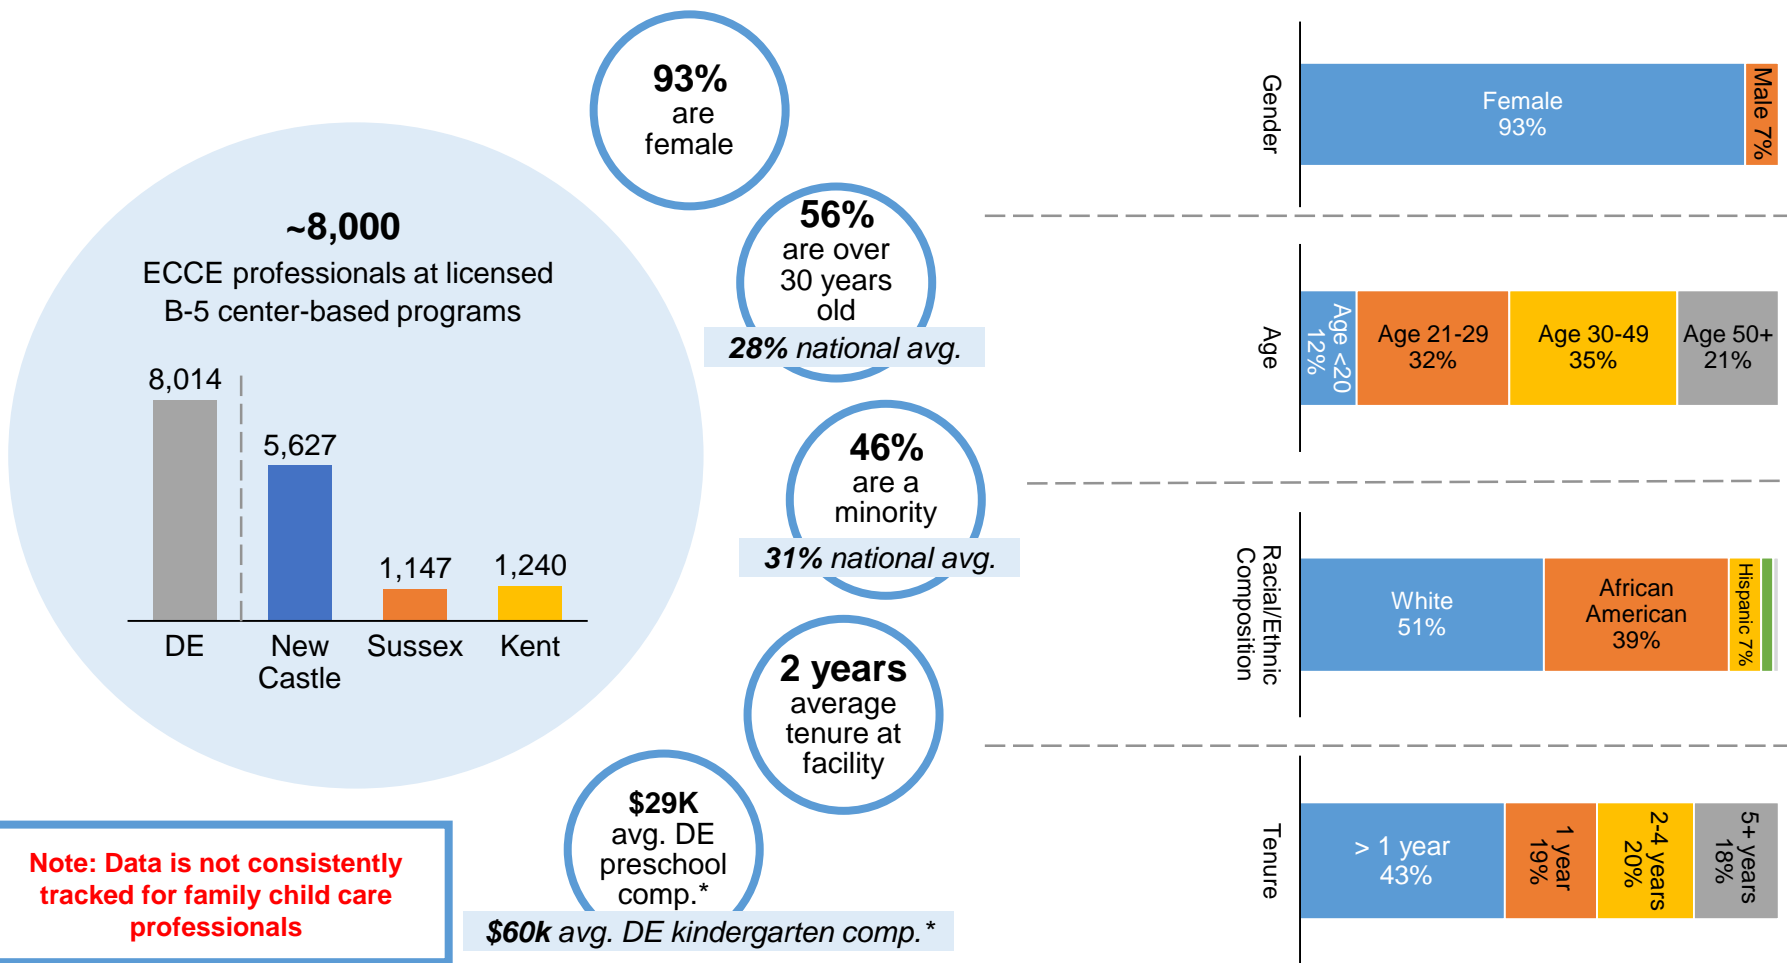 ~8,000
ECCE professionals at licensed
B-5 center-based programs
8,014
5,627
1,147
1,240
DE
New
Castle
Sussex
Kent
Note: Data is not consistently
tracked for family child care
professionals
93%
are
female
56%
are over
30 years
old
28% national avg.
46%
are a
minority
31% national avg.
2 years
average
tenure at
facility
$29K
avg. DE
preschool
comp.*
$60k avg. DE kindergarten comp.*
Gender
Female
93%
Male 7%
Age
Age <20
12%
Age 21-29
32%
Age 30-49
35%
Age 50+
21%
Racial/Ethnic
Composition
White
51%
African
American
39%
Hispanic 7%
Tenure
> 1 year
43%
1 year
19%
2-4 years
20%
5+ years
18%